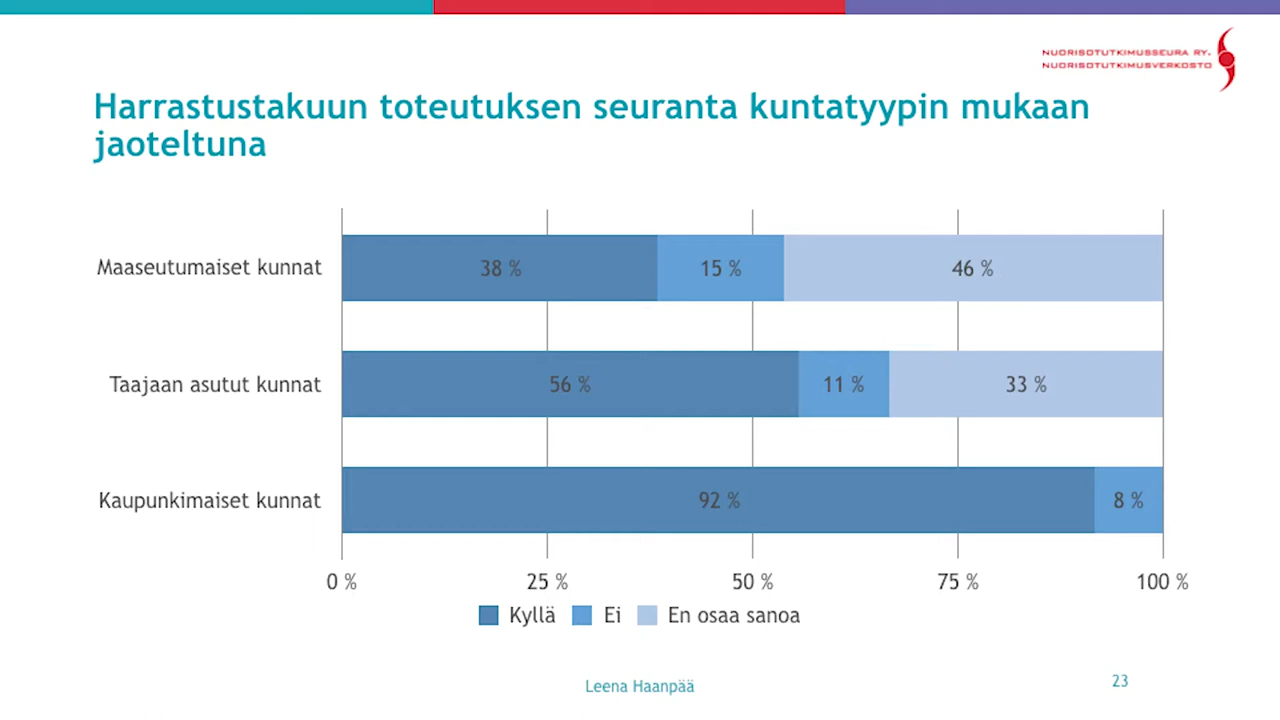 NUORISOTUTKIMUSSEURA RY.
NUORISOTUTKIMUSVERKOSTO
Harrastustakuun toteutuksen seuranta kuntatyypin mukaan
jaoteltuna
Maaseutumaiset kunnat 38 % 15 % 46 %
Taajaan asutut kunnat 56 % 11 % 33 %
Kaupunkimaiset kunnat 92 % 8 %
0 % 25 % 50 % 75 % 100 %
Kyllä Ei En osaa sanoa
Leena Haanpää 23